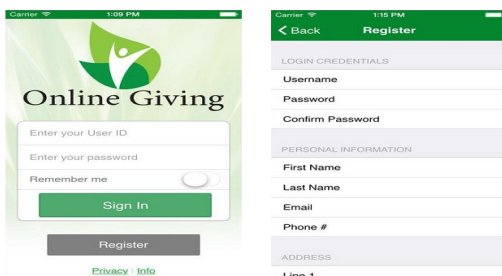 Carrier 1:09 PM
Online Giving
Enter your User ID
Enter your password
Remember me
Sign In
Register
Privacy | Info
Carrier 1:15 PM
Back Register
LOGIN CREDENTIALS
Username
Password
Confirm Password
PERSONAL INFORMATION
First Name
Last Name
Email
Phone #
ADDRESS
Line 1